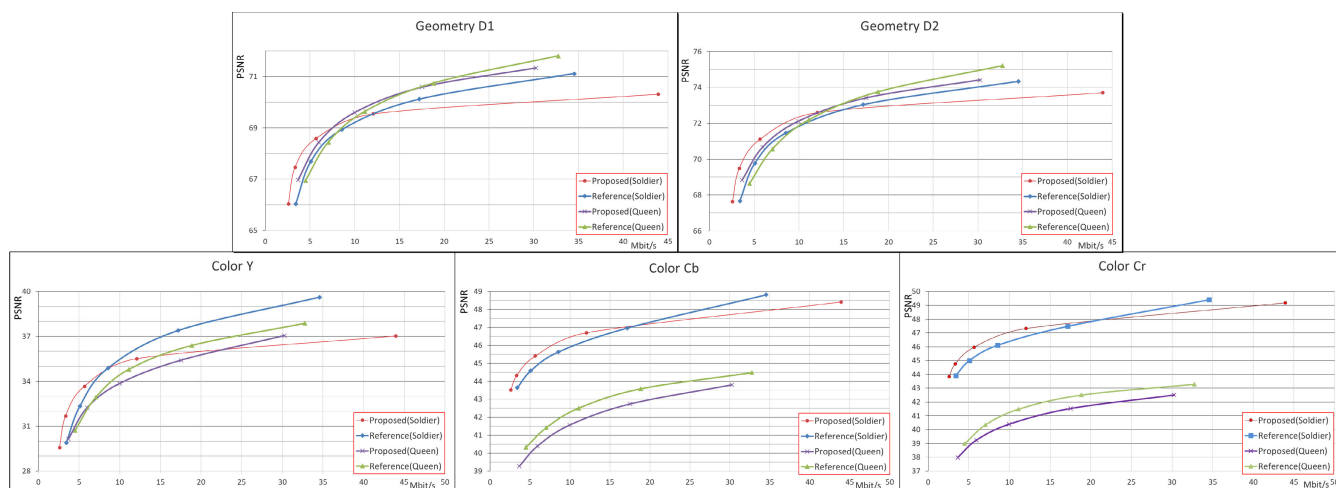 Geometry D1
PSNR
71
69
67
65
0 5 10 15 20 25 30 35 40 45
Mbit/s
Proposed(Soldier)
Reference(Soldier)
Proposed(Queen)
Reference(Queen)
Geometry D2
PSNR
76
74
72
70
68
66
0 5 10 15 20 25 30 35 40 45
Mbit/s
Proposed(Soldier)
Reference(Soldier)
Proposed(Queen)
Reference(Queen)
Color Y
PSNR
40
37
34
31
28
0 5 10 15 20 25 30 35 40 45 50
Mbit/s
Proposed(Soldier)
Reference(Soldier)
Proposed(Queen)
Reference(Queen)
Color Cb
PSNR
49
48
47
46
45
44
43
42
41
40
39
0 5 10 15 20 25 30 35 40 45 50
Mbit/s
Proposed(Soldier)
Reference(Soldier)
Proposed(Queen)
Reference(Queen)
Color Cr
PSNR
50
49
48
47
46
45
44
43
42
41
40
39
38
37
0 5 10 15 20 25 30 35 40 45 50
Mbit/s
Proposed(Soldier)
Reference(Soldier)
Proposed(Queen)
Reference(Queen)